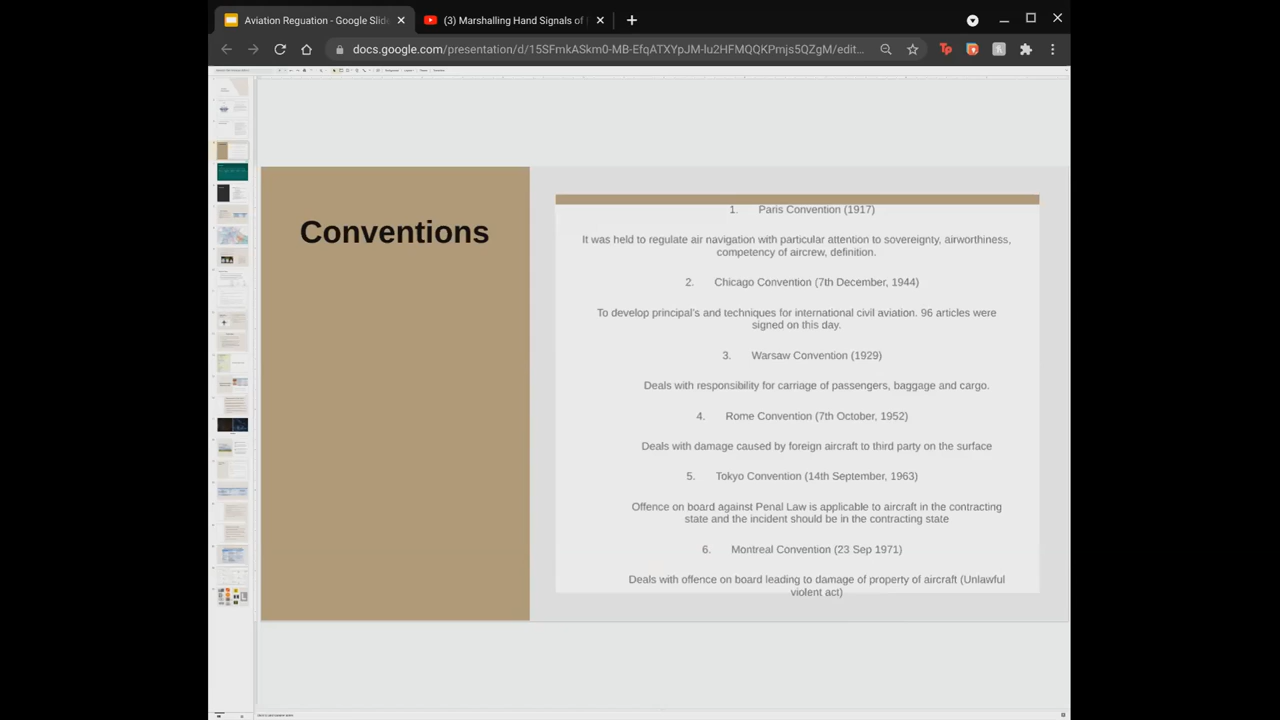 Aviation Reguation - Google Slide
(3) Marshalling Hand Signals of
docs.google.com/presentation/d/15SFmkASkm0-MB-EfqATXYpJM-lu2HFMQQKPmjs5QZgM/edit...
Conventions
1. Paris Convention (1917)
It was held to regulate air navigation with particular attention to sovereignty, airworthiness,
competency of aircrew, definition.
2. Chicago Convention (7th December, 1944)
To develop principal's and techniques for international civil aviation. 96 articles were
signed on this day.
3. Warsaw Convention (1929)
Deals with responsibility for carriage of passengers, baggage and cargo.
4. Rome Convention (7th October, 1952)
Deals with damage caused by foreign aircraft to third party on the surface
5. Tokyo Convention (14th September, 1963)
Offence on board against Penal Law is applicable to aircraft in the contracting
state and the incident should be in the contracting state
6. Montreal Convention (23 Sep 1971)
Deals with offence on board leading to damage of property of aircraft (Unlawful
violent act)